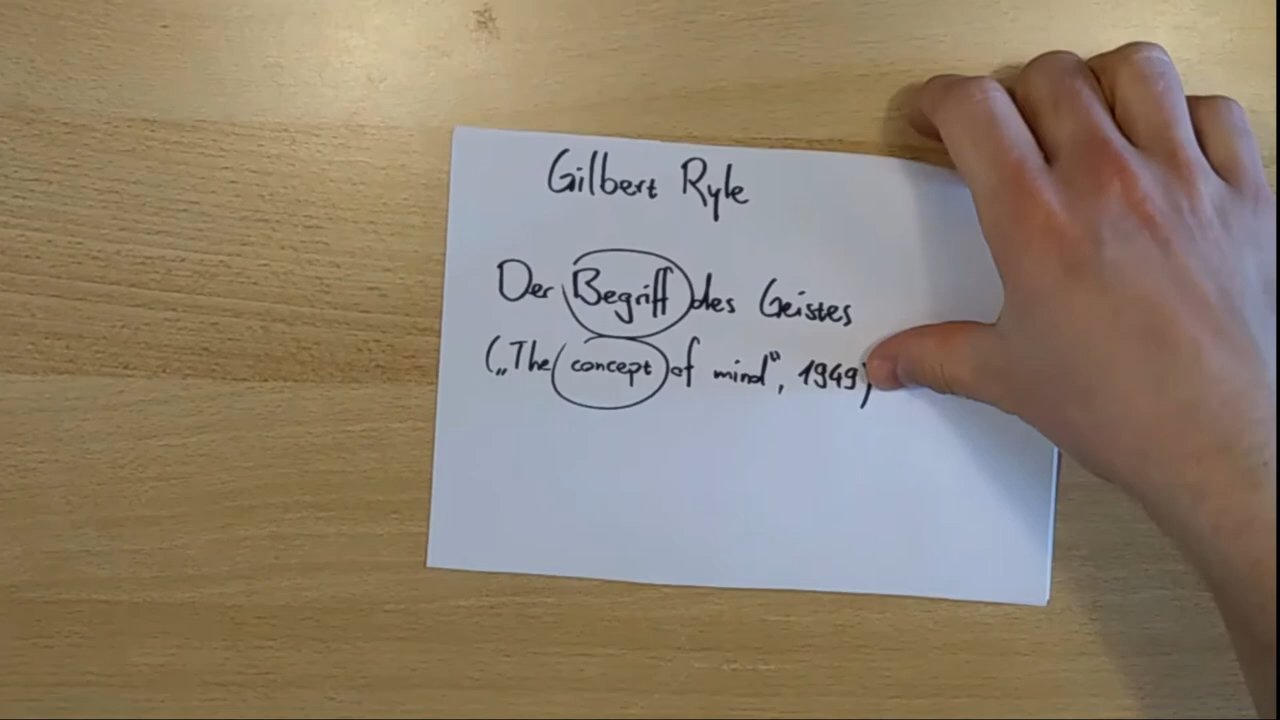 Gilbert Ryle
Der Begriff des Geistes
(„The concept of mind", 1949)